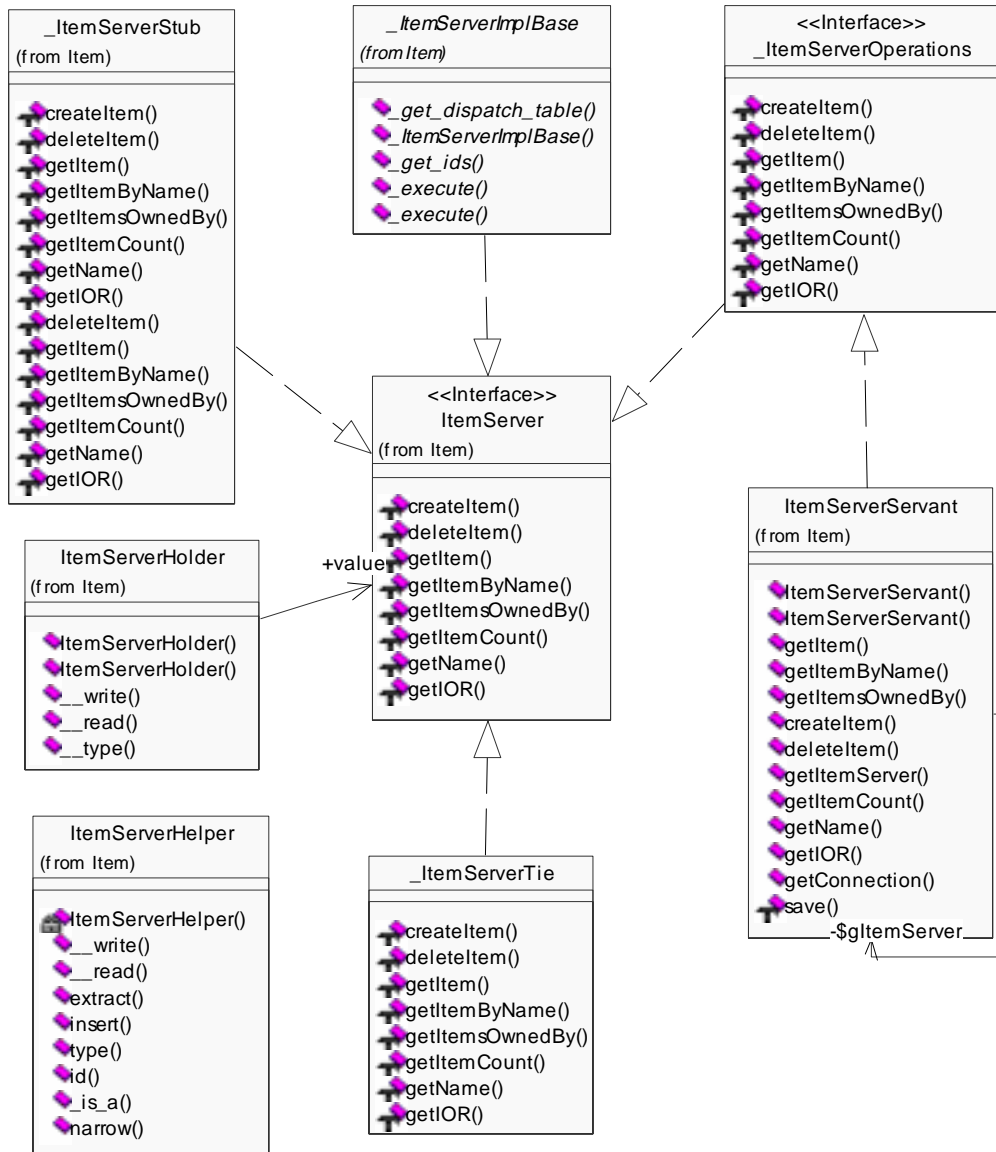 _ItemServerStub
(from Item)
createItem()
deleteItem()
getItem()
getItemByName()
getItemsOwnedBy()
getItemCount()
getName()
getIOR()
deleteItem()
getItem()
getItemByName()
getItemsOwnedBy()
getItemCount()
getName()
getIOR()
_ItemServerImplBase
(from Item)
_get_dispatch_table()
_ItemServerImplBase()
_get_ids()
_execute()
_execute()
<<Interface>>
_ItemServerOperations
createItem()
deleteItem()
getItem()
getItemByName()
getItemsOwnedBy()
getItemCount()
getName()
getIOR()
<<Interface>>
ItemServer
(from Item)
createItem()
deleteItem()
getItem()
getItemByName()
getItemsOwnedBy()
getItemCount()
getName()
getIOR()
+value
ItemServerHolder
(from Item)
ItemServerHolder()
ItemServerHolder()
__write()
__read()
__type()
ItemServerServant
(from Item)
ItemServerServant()
ItemServerServant()
getItem()
getItemByName()
getItemsOwnedBy()
createItem()
deleteItem()
getItemServer()
getItemCount()
getName()
getIOR()
getConnection()
save()
-$gItemServer
ItemServerHelper
(from Item)
ItemServerHelper()
__write()
__read()
extract()
insert()
type()
id()
_is_a()
narrow()
_ItemServerTie
createItem()
deleteItem()
getItem()
getItemByName()
getItemsOwnedBy()
getItemCount()
getName()
getIOR()